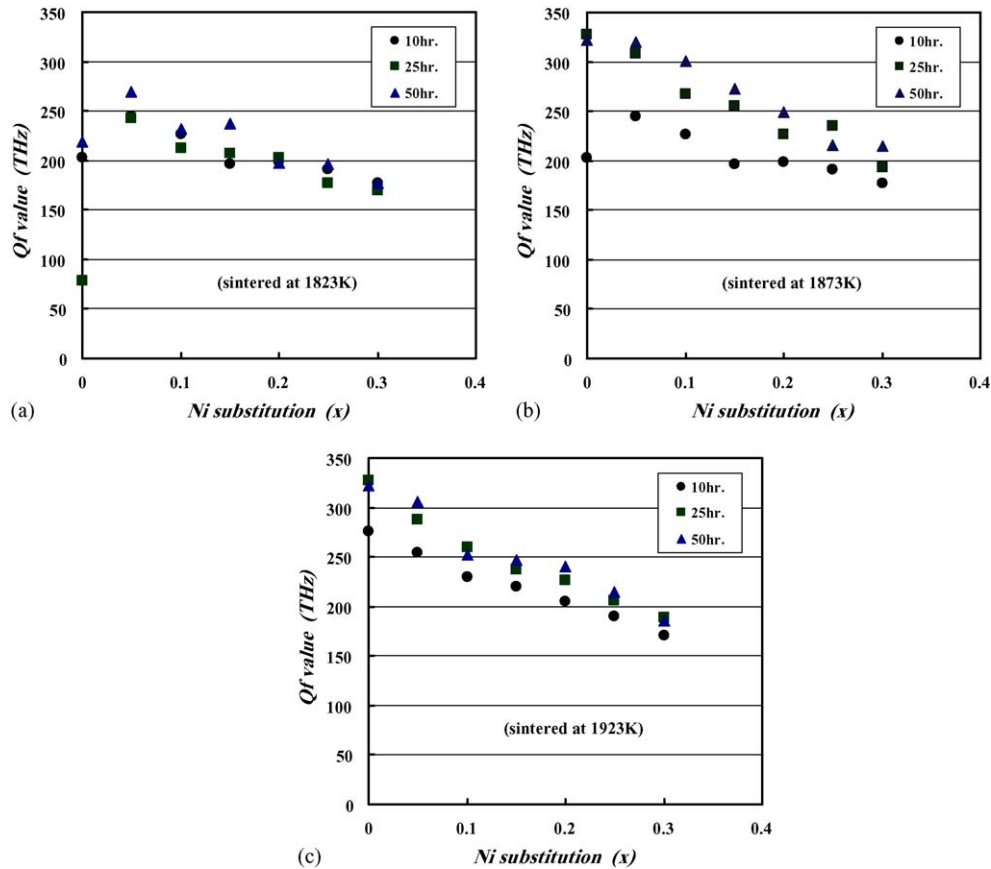 350
300
250
200
150
100
50
0
Qf value (THz)
10hr.
25hr.
50hr.
(sintered at 1823K)
0 0.1 0.2 0.3 0.4
(a) Ni substitution (x)
350
300
250
200
150
100
50
0
Qf value (THz)
10hr.
25hr.
50hr.
(sintered at 1873K)
0 0.1 0.2 0.3 0.4
(b) Ni substitution (x)
350
300
250
200
150
100
50
0
Qf value (THz)
10hr.
25hr.
50hr.
(sintered at 1923K)
0 0.1 0.2 0.3 0.4
(c) Ni substitution (x)